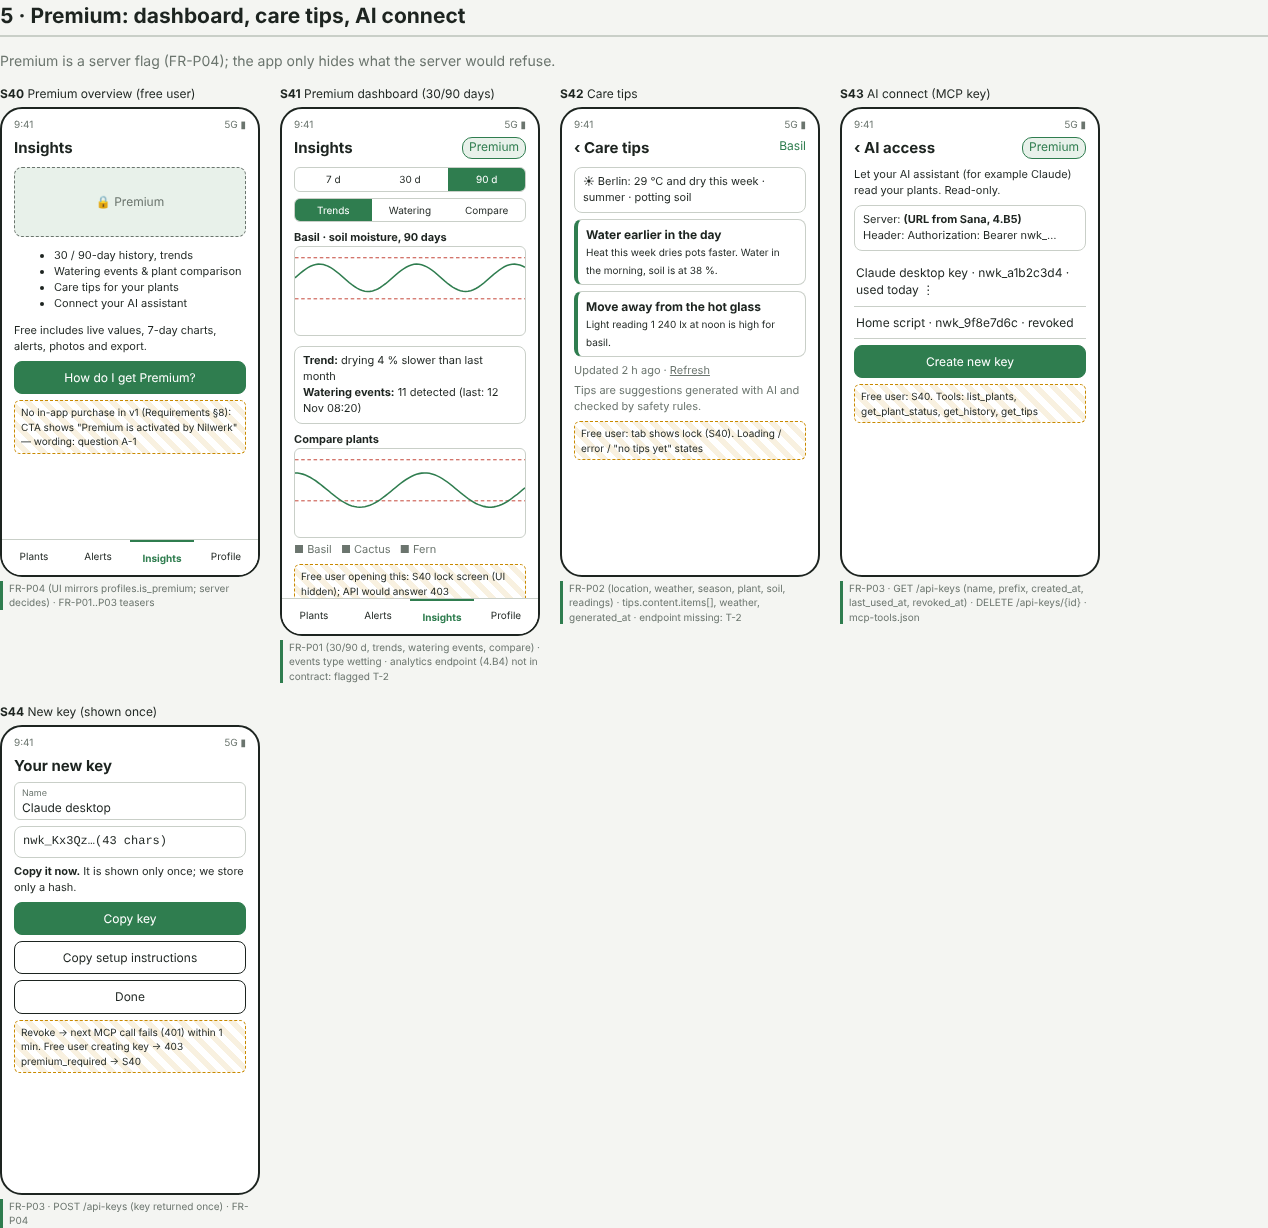 5 · Premium: dashboard, care tips, AI connect
Premium is a server flag (FR-P04); the app only hides what the server would refuse.
S40 Premium overview (free user)
9:41
5G
Insights
🔒 Premium
• 30 / 90-day history, trends
• Watering events & plant comparison
• Care tips for your plants
• Connect your AI assistant
Free includes live values, 7-day charts,
alerts, photos and export.
How do I get Premium?
No in-app purchase in v1 (Requirements §8):
CTA shows "Premium is activated by Nilwerk"
— wording: question A-1
Plants
Alerts
Insights
Profile
FR-P04 (UI mirrors profiles.is_premium; server
decides) · FR-P01..P03 teasers
S41 Premium dashboard (30/90 days)
9:41
5G
Insights
Premium
7 d
30 d
90 d
Trends
Watering
Compare
Basil · soil moisture, 90 days
Trend: drying 4 % slower than last
month
Watering events: 11 detected (last: 12
Nov 08:20)
Compare plants
Basil
Cactus
Fern
Free user opening this: S40 lock screen (UI
hidden); API would answer 403
Plants
Alerts
Insights
Profile
FR-P01 (30/90 d, trends, watering events, compare) ·
events type wetting · analytics endpoint (4.B4) not in
contract: flagged T-2
S42 Care tips
9:41
5G
‹ Care tips
Basil
☀ Berlin: 29 °C and dry this week ·
summer · potting soil
Water earlier in the day
Heat this week dries pots faster. Water in
the morning, soil is at 38 %.
Move away from the hot glass
Light reading 1 240 lx at noon is high for
basil.
Updated 2 h ago · Refresh
Tips are suggestions generated with AI and
checked by safety rules.
Free user: tab shows lock (S40). Loading /
error / "no tips yet" states
FR-P02 (location, weather, season, plant, soil,
readings) · tips.content.items[], weather,
generated_at · endpoint missing: T-2
S43 AI connect (MCP key)
9:41
5G
‹ AI access
Premium
Let your AI assistant (for example Claude)
read your plants. Read-only.
Server: (URL from Sana, 4.B5)
Header: Authorization: Bearer nwk_…
Claude desktop key · nwk_a1b2c3d4 ·
used today ⋮
Home script · nwk_9f8e7d6c · revoked
Create new key
Free user: S40. Tools: list_plants,
get_plant_status, get_history, get_tips
FR-P03 · GET /api-keys (name, prefix, created_at,
last_used_at, revoked_at) · DELETE /api-keys/{id} ·
mcp-tools.json
S44 New key (shown once)
9:41
5G
Your new key
Name
Claude desktop
nwk_Kx3Qz…(43 chars)
Copy it now. It is shown only once; we store
only a hash.
Copy key
Copy setup instructions
Done
Revoke → next MCP call fails (401) within 1
min. Free user creating key → 403
premium_required → S40
FR-P03 · POST /api-keys (key returned once) · FR-
P04